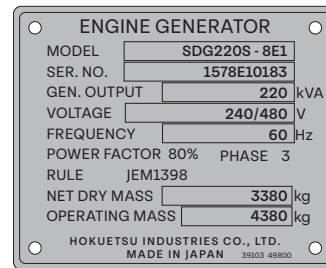 ENGINE GENERATOR
MODEL SDG220S - 8E1
SER. NO. 1578E10183
GEN. OUTPUT 220 kVA
VOLTAGE 240/480 V
FREQUENCY 60 Hz
POWER FACTOR 80% PHASE 3
RULE JEM1398
NET DRY MASS 3380 kg
OPERATING MASS 4380 kg
HOKUETSU INDUSTRIES CO., LTD.
MADE IN JAPAN 39103 49800